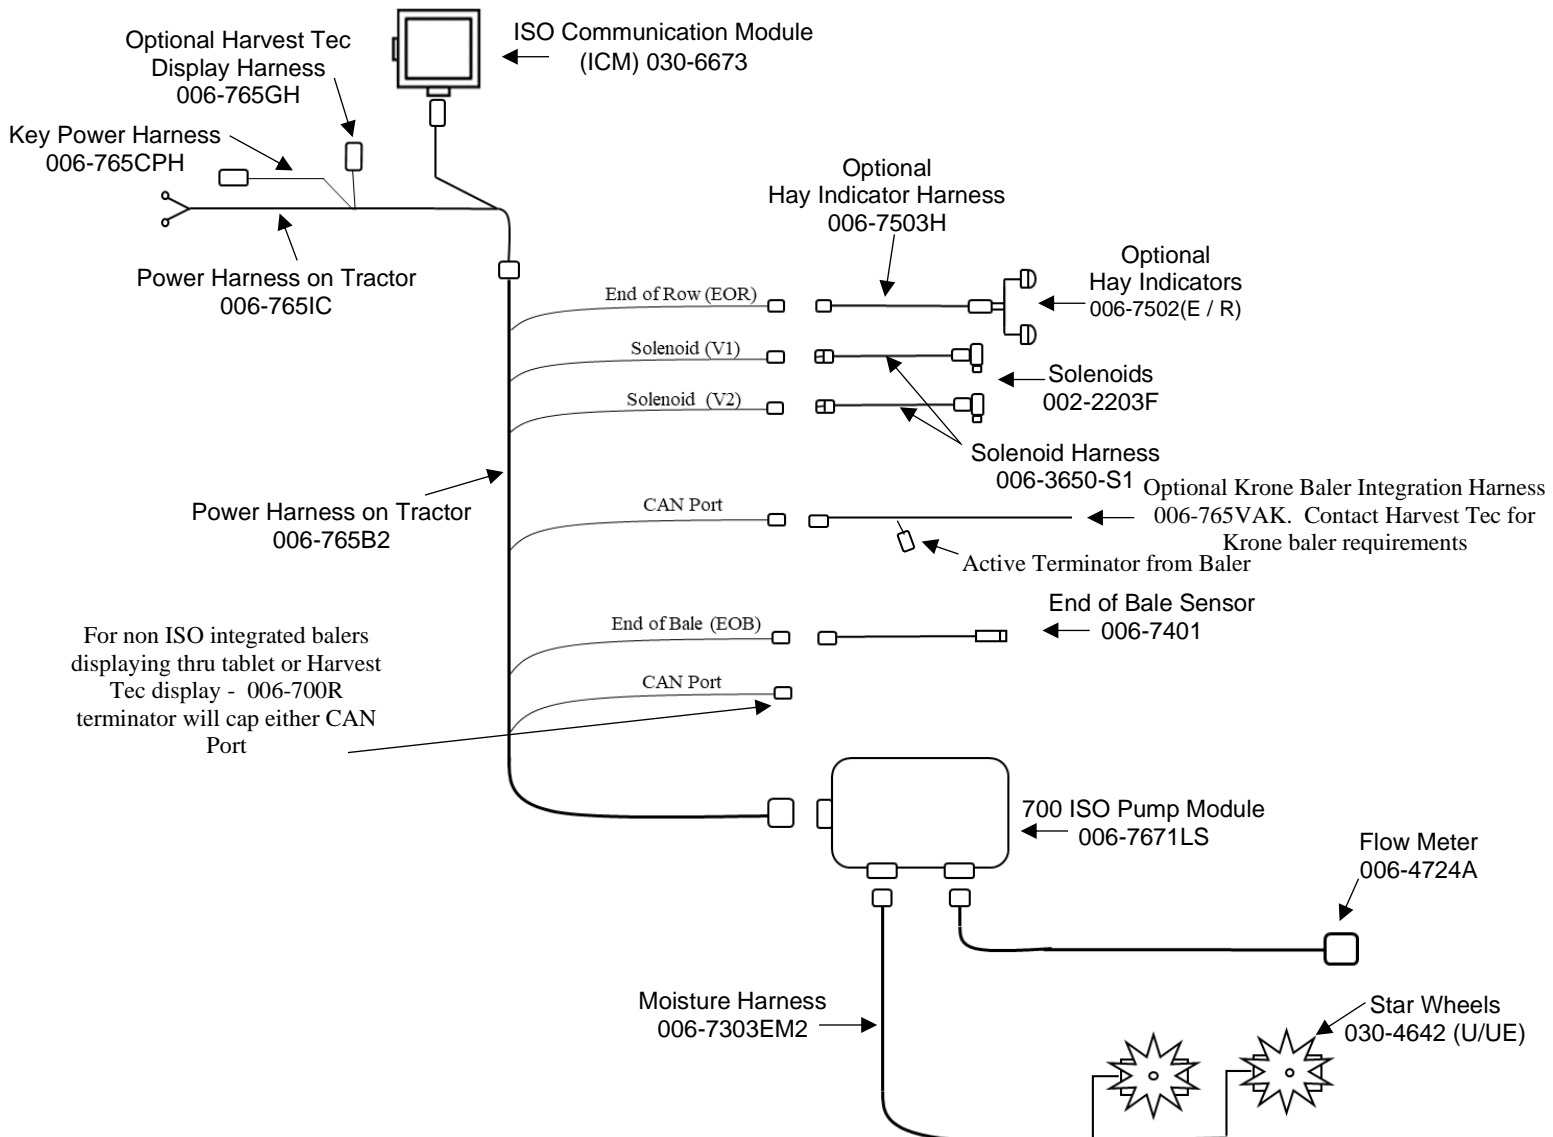 Optional Harvest Tec
Display Harness
006-765GH
ISO Communication Module
(ICM) 030-6673
Key Power Harness
006-765CPH
Power Harness on Tractor
006-765IC
Optional
Hay Indicator Harness
006-7503H
Optional
Hay Indicators
006-7502(E / R)
End of Row (EOR)
Solenoid (V1)
Solenoid (V2)
Solenoids
002-2203F
Solenoid Harness
006-3650-S1
Power Harness on Tractor
006-765B2
CAN Port
Optional Krone Baler Integration Harness
006-765VAK. Contact Harvest Tec for
Krone baler requirements
Active Terminator from Baler
End of Bale Sensor
006-7401
End of Bale (EOB)
CAN Port
For non ISO integrated balers
displaying thru tablet or Harvest
Tec display - 006-700R
terminator will cap either CAN
Port
700 ISO Pump Module
006-7671LS
Flow Meter
006-4724A
Moisture Harness
006-7303EM2
Star Wheels
030-4642 (U/UE)